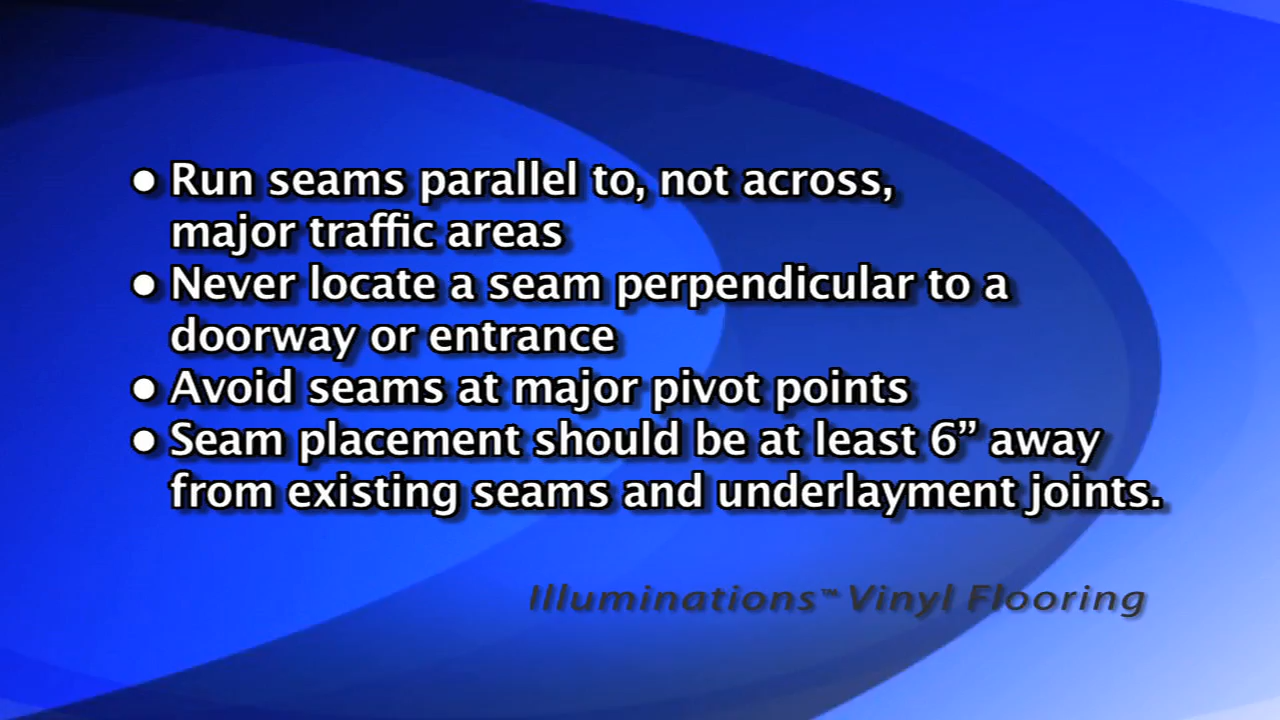 ● Run seams parallel to, not across,
major traffic areas
● Never locate a seam perpendicular to a
doorway or entrance
● Avoid seams at major pivot points
● Seam placement should be at least 6” away
from existing seams and underlayment joints.
Illuminations™ Vinyl Flooring